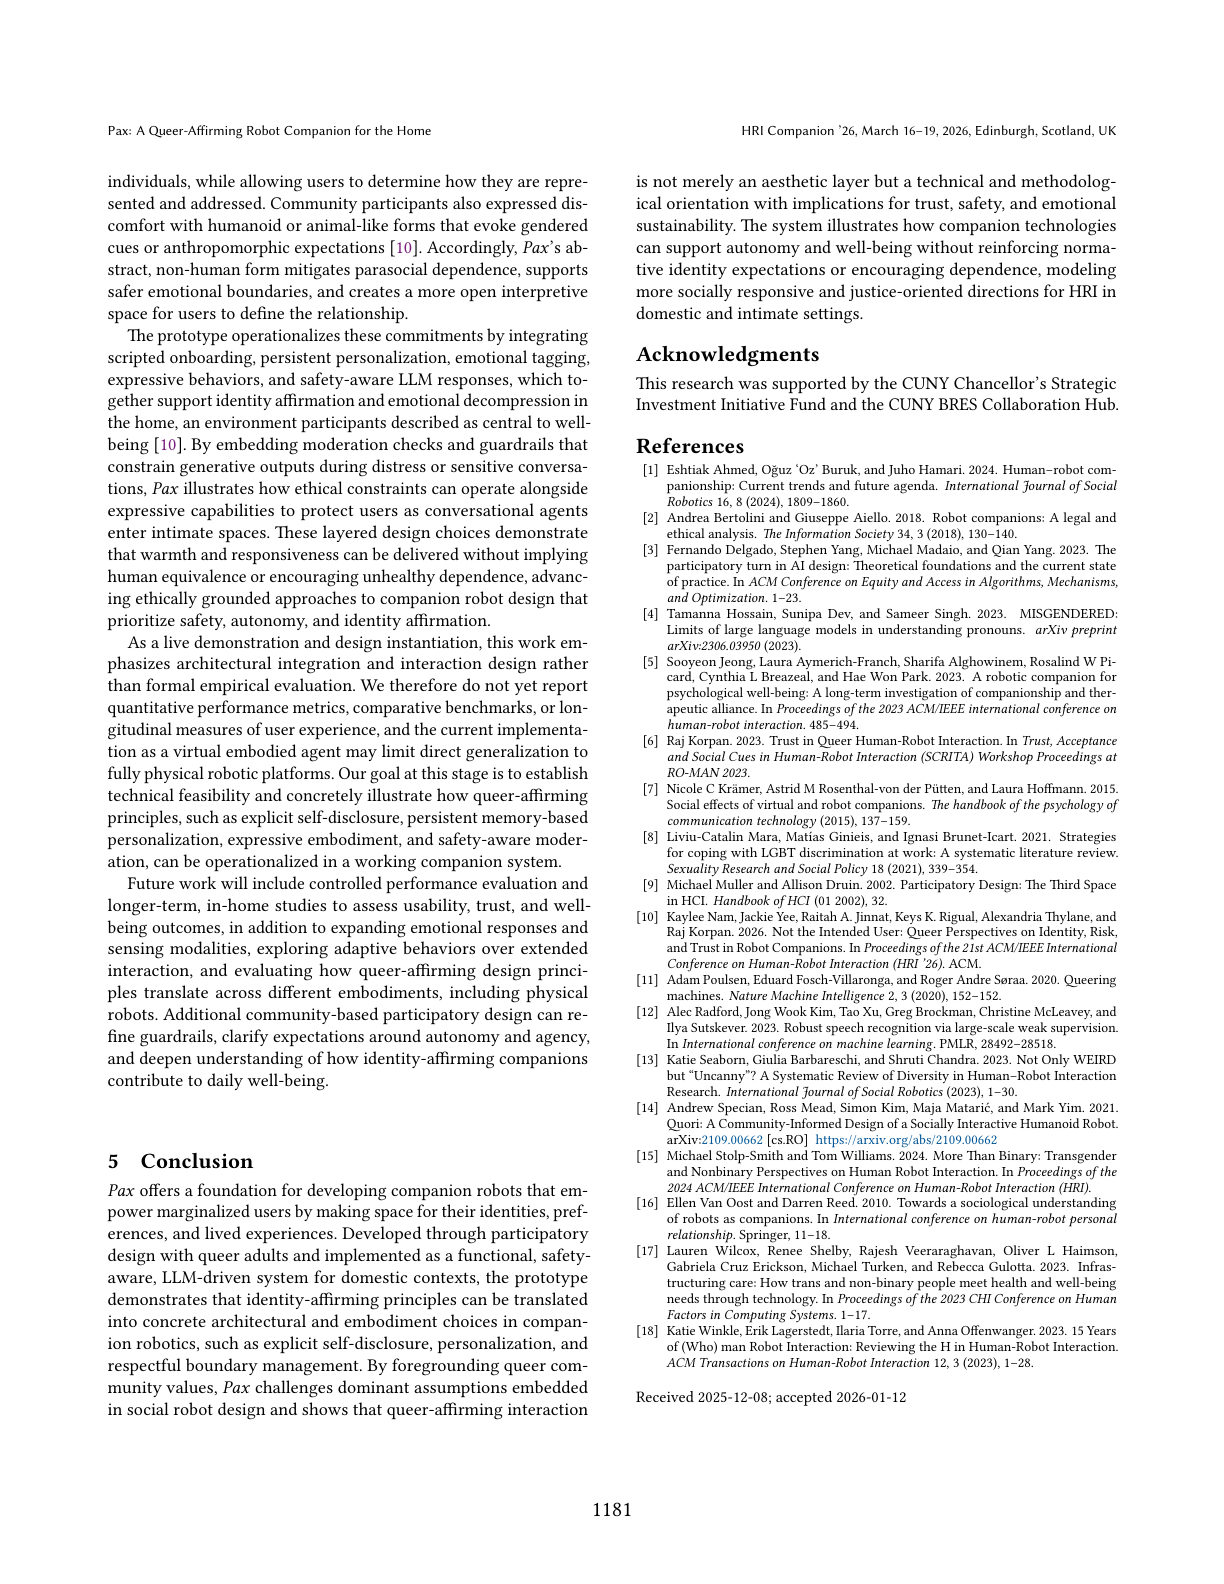 Pax: A Queer-Affirming Robot Companion for the Home
HRI Companion ’26, March 16–19, 2026, Edinburgh, Scotland, UK
individuals, while allowing users to determine how they are repre-
sented and addressed. Community participants also expressed dis-
comfort with humanoid or animal-like forms that evoke gendered
cues or anthropomorphic expectations [10]. Accordingly, Pax’s ab-
stract, non-human form mitigates parasocial dependence, supports
safer emotional boundaries, and creates a more open interpretive
space for users to define the relationship.
The prototype operationalizes these commitments by integrating
scripted onboarding, persistent personalization, emotional tagging,
expressive behaviors, and safety-aware LLM responses, which to-
gether support identity affirmation and emotional decompression in
the home, an environment participants described as central to well-
being [10]. By embedding moderation checks and guardrails that
constrain generative outputs during distress or sensitive conversa-
tions, Pax illustrates how ethical constraints can operate alongside
expressive capabilities to protect users as conversational agents
enter intimate spaces. These layered design choices demonstrate
that warmth and responsiveness can be delivered without implying
human equivalence or encouraging unhealthy dependence, advanc-
ing ethically grounded approaches to companion robot design that
prioritize safety, autonomy, and identity affirmation.
As a live demonstration and design instantiation, this work em-
phasizes architectural integration and interaction design rather
than formal empirical evaluation. We therefore do not yet report
quantitative performance metrics, comparative benchmarks, or lon-
gitudinal measures of user experience, and the current implementa-
tion as a virtual embodied agent may limit direct generalization to
fully physical robotic platforms. Our goal at this stage is to establish
technical feasibility and concretely illustrate how queer-affirming
principles, such as explicit self-disclosure, persistent memory-based
personalization, expressive embodiment, and safety-aware moder-
ation, can be operationalized in a working companion system.
Future work will include controlled performance evaluation and
longer-term, in-home studies to assess usability, trust, and well-
being outcomes, in addition to expanding emotional responses and
sensing modalities, exploring adaptive behaviors over extended
interaction, and evaluating how queer-affirming design princi-
ples translate across different embodiments, including physical
robots. Additional community-based participatory design can re-
fine guardrails, clarify expectations around autonomy and agency,
and deepen understanding of how identity-affirming companions
contribute to daily well-being.
5 Conclusion
Pax offers a foundation for developing companion robots that em-
power marginalized users by making space for their identities, pref-
erences, and lived experiences. Developed through participatory
design with queer adults and implemented as a functional, safety-
aware, LLM-driven system for domestic contexts, the prototype
demonstrates that identity-affirming principles can be translated
into concrete architectural and embodiment choices in compan-
ion robotics, such as explicit self-disclosure, personalization, and
respectful boundary management. By foregrounding queer com-
munity values, Pax challenges dominant assumptions embedded
in social robot design and shows that queer-affirming interaction
is not merely an aesthetic layer but a technical and methodolog-
ical orientation with implications for trust, safety, and emotional
sustainability. The system illustrates how companion technologies
can support autonomy and well-being without reinforcing norma-
tive identity expectations or encouraging dependence, modeling
more socially responsive and justice-oriented directions for HRI in
domestic and intimate settings.
Acknowledgments
This research was supported by the CUNY Chancellor’s Strategic
Investment Initiative Fund and the CUNY BRES Collaboration Hub.
References
[1] Eshtiak Ahmed, Oğuz ‘Oz’ Buruk, and Juho Hamari. 2024. Human–robot com-
panionship: Current trends and future agenda. International Journal of Social
Robotics 16, 8 (2024), 1809–1860.
[2] Andrea Bertolini and Giuseppe Aiello. 2018. Robot companions: A legal and
ethical analysis. The Information Society 34, 3 (2018), 130–140.
[3] Fernando Delgado, Stephen Yang, Michael Madaio, and Qian Yang. 2023. The
participatory turn in AI design: Theoretical foundations and the current state
of practice. In ACM Conference on Equity and Access in Algorithms, Mechanisms,
and Optimization. 1–23.
[4] Tamanna Hossain, Sunipa Dev, and Sameer Singh. 2023. MISGENDERED:
Limits of large language models in understanding pronouns. arXiv preprint
arXiv:2306.03950 (2023).
[5] Sooyeon Jeong, Laura Aymerich-Franch, Sharifa Alghowinem, Rosalind W Pi-
card, Cynthia L Breazeal, and Hae Won Park. 2023. A robotic companion for
psychological well-being: A long-term investigation of companionship and ther-
apeutic alliance. In Proceedings of the 2023 ACM/IEEE international conference on
human-robot interaction. 485–494.
[6] Raj Korpan. 2023. Trust in Queer Human-Robot Interaction. In Trust, Acceptance
and Social Cues in Human-Robot Interaction (SCRITA) Workshop Proceedings at
RO-MAN 2023.
[7] Nicole C Krämer, Astrid M Rosenthal-von der Pütten, and Laura Hoffmann. 2015.
Social effects of virtual and robot companions. The handbook of the psychology of
communication technology (2015), 137–159.
[8] Liviu-Catalin Mara, Matías Ginieis, and Ignasi Brunet-Icart. 2021. Strategies
for coping with LGBT discrimination at work: A systematic literature review.
Sexuality Research and Social Policy 18 (2021), 339–354.
[9] Michael Muller and Allison Druin. 2002. Participatory Design: The Third Space
in HCI. Handbook of HCI (01 2002), 32.
[10] Kaylee Nam, Jackie Yee, Raitah A. Jinnat, Keys K. Rigual, Alexandria Thylane, and
Raj Korpan. 2026. Not the Intended User: Queer Perspectives on Identity, Risk,
and Trust in Robot Companions. In Proceedings of the 21st ACM/IEEE International
Conference on Human-Robot Interaction (HRI ’26). ACM.
[11] Adam Poulsen, Eduard Fosch-Villaronga, and Roger Andre Søraa. 2020. Queering
machines. Nature Machine Intelligence 2, 3 (2020), 152–152.
[12] Alec Radford, Jong Wook Kim, Tao Xu, Greg Brockman, Christine McLeavey, and
Ilya Sutskever. 2023. Robust speech recognition via large-scale weak supervision.
In International conference on machine learning. PMLR, 28492–28518.
[13] Katie Seaborn, Giulia Barbareschi, and Shruti Chandra. 2023. Not Only WEIRD
but “Uncanny”? A Systematic Review of Diversity in Human–Robot Interaction
Research. International Journal of Social Robotics (2023), 1–30.
[14] Andrew Specian, Ross Mead, Simon Kim, Maja Matarić, and Mark Yim. 2021.
Quori: A Community-Informed Design of a Socially Interactive Humanoid Robot.
arXiv:2109.00662 [cs.RO] https://arxiv.org/abs/2109.00662
[15] Michael Stolp-Smith and Tom Williams. 2024. More Than Binary: Transgender
and Nonbinary Perspectives on Human Robot Interaction. In Proceedings of the
2024 ACM/IEEE International Conference on Human-Robot Interaction (HRI).
[16] Ellen Van Oost and Darren Reed. 2010. Towards a sociological understanding
of robots as companions. In International conference on human-robot personal
relationship. Springer, 11–18.
[17] Lauren Wilcox, Renee Shelby, Rajesh Veeraraghavan, Oliver L Haimson,
Gabriela Cruz Erickson, Michael Turken, and Rebecca Gulotta. 2023. Infras-
tructuring care: How trans and non-binary people meet health and well-being
needs through technology. In Proceedings of the 2023 CHI Conference on Human
Factors in Computing Systems. 1–17.
[18] Katie Winkle, Erik Lagerstedt, Ilaria Torre, and Anna Offenwanger. 2023. 15 Years
of (Who) man Robot Interaction: Reviewing the H in Human-Robot Interaction.
ACM Transactions on Human-Robot Interaction 12, 3 (2023), 1–28.
Received 2025-12-08; accepted 2026-01-12
1181